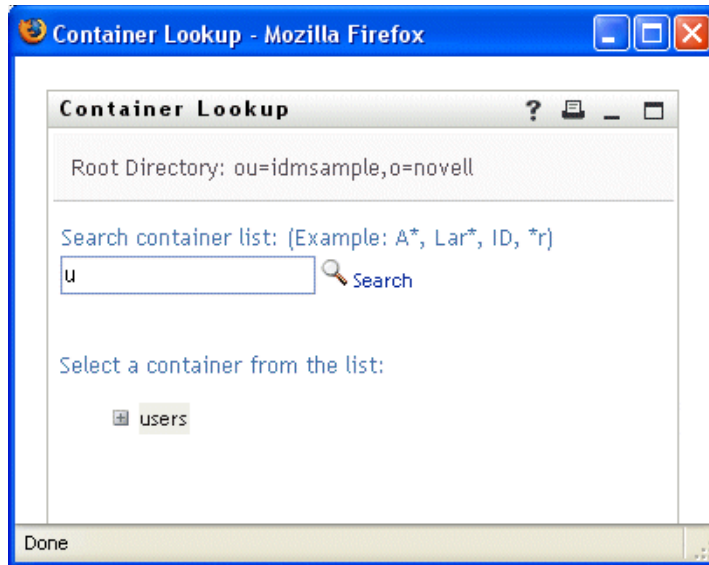 Container Lookup - Mozilla Firefox
Container Lookup
Root Directory: ou=idmsample,o=novell
Search container list: (Example: A*, Lar*, ID, *r)
u Search
Select a container from the list:
users
Done